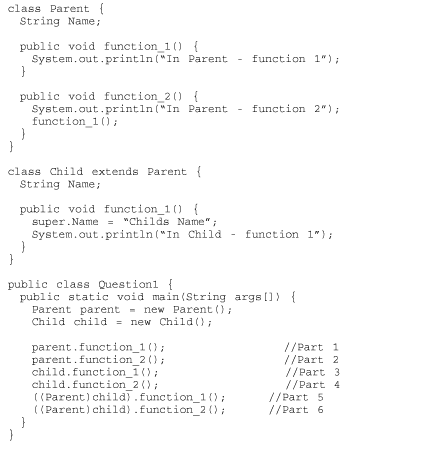 class Parent {
String Name;
public void function_1() {
System.out.println(“In Parent - function 1”);
}
public void function_2() {
System.out.println(“In Parent - function 2”);
function_1();
}
}
class Child extends Parent {
String Name;
public void function_1() {
super.Name = “Childs Name”;
System.out.println(“In Child - function 1”);
}
}
public class Question1 {
public static void main(String args[]) {
Parent parent = new Parent();
Child child = new Child();
parent.function_1(); //Part 1
parent.function_2(); //Part 2
child.function_1(); //Part 3
child.function_2(); //Part 4
((Parent)child).function_1(); //Part 5
((Parent)child).function_2(); //Part 6
}
}